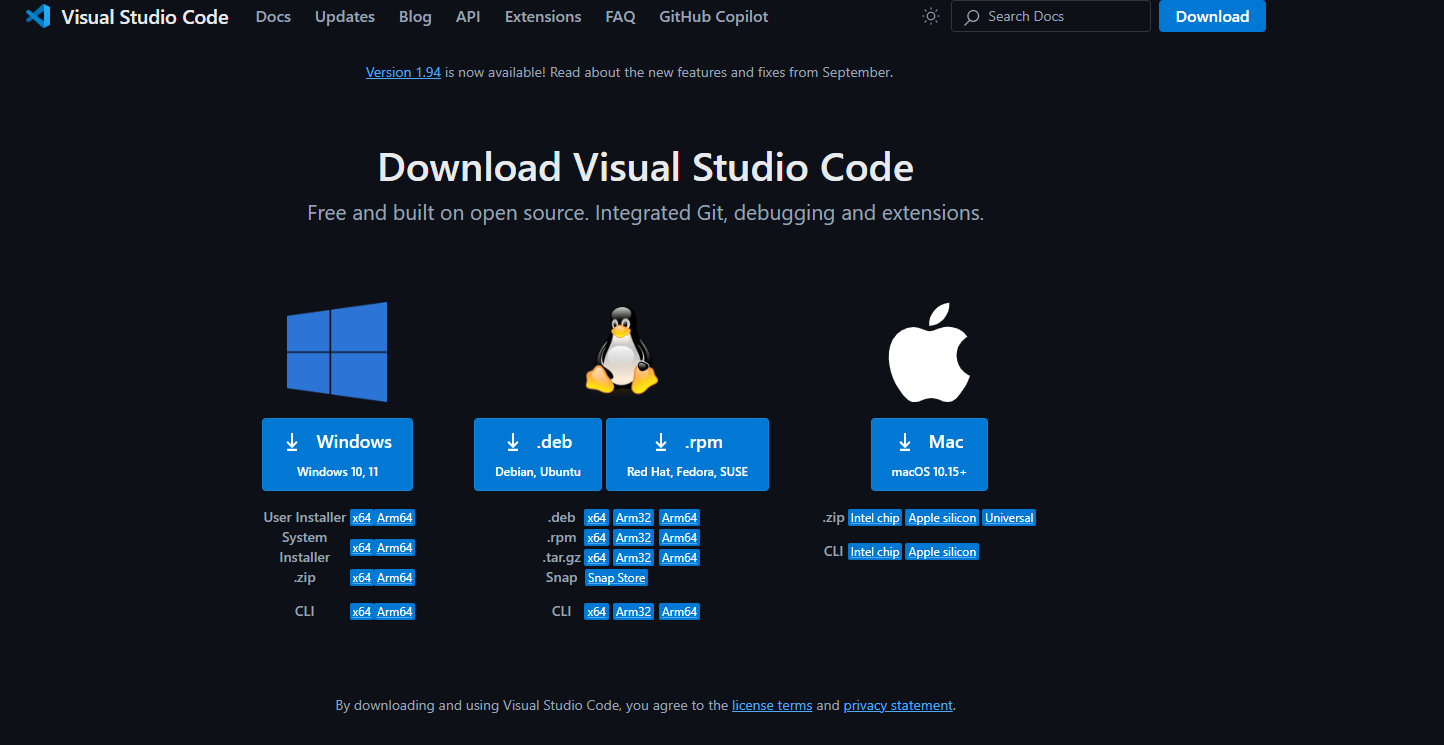 Visual Studio Code Docs Updates Blog API Extensions FAQ GitHub Copilot Search Docs Download
Version 1.94 is now available! Read about the new features and fixes from September.
Download Visual Studio Code
Free and built on open source. Integrated Git, debugging and extensions.
Windows
Windows 10, 11
User Installer x64 Arm64
System
Installer x64 Arm64
.zip x64 Arm64
CLI x64 Arm64
.deb
Debian, Ubuntu
.rpm
Red Hat, Fedora, SUSE
.deb x64 Arm32 Arm64
.rpm x64 Arm32 Arm64
.tar.gz x64 Arm32 Arm64
Snap Snap Store
CLI x64 Arm32 Arm64
Mac
macOS 10.15+
.zip Intel chip Apple silicon Universal
CLI Intel chip Apple silicon
By downloading and using Visual Studio Code, you agree to the license terms and privacy statement.